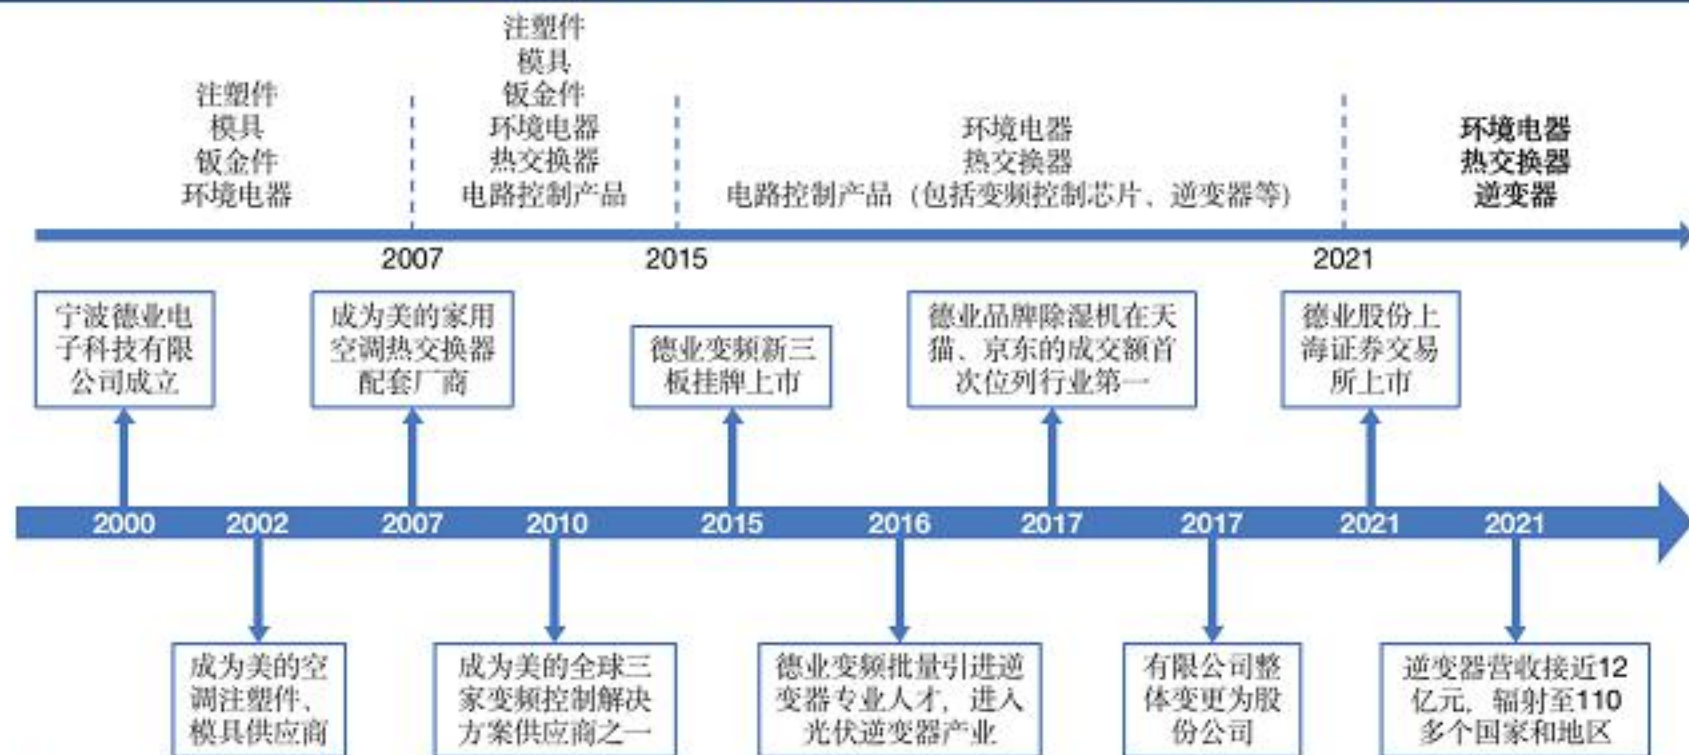 注塑件
模具
钣金件
环境电器
注塑件
模具
钣金件
环境电器
热交换器
电路控制产品
环境电器
热交换器
电路控制产品（包括变频控制芯片、逆变器等）
环境电器
热交换器
逆变器
2007
2015
2021
宁波德业电
子科技有限
公司成立
成为美的家用
空调热交换器
配套厂商
德业变频新三
板挂牌上市
德业品牌除湿机在天
猫、京东的成交额首
次位列行业第一
德业股份上
海证券交易
所上市
2000
2002
2007
2010
2015
2016
2017
2017
2021
2021
成为美的空
调注塑件、
模具供应商
成为美的全球三
家变频控制解决
方案供应商之一
德业变频批量引进逆
变器专业人才，进入
光伏逆变器产业
有限公司整
体变更为股
份公司
逆变器营收接近12
亿元，辐射至110
多个国家和地区